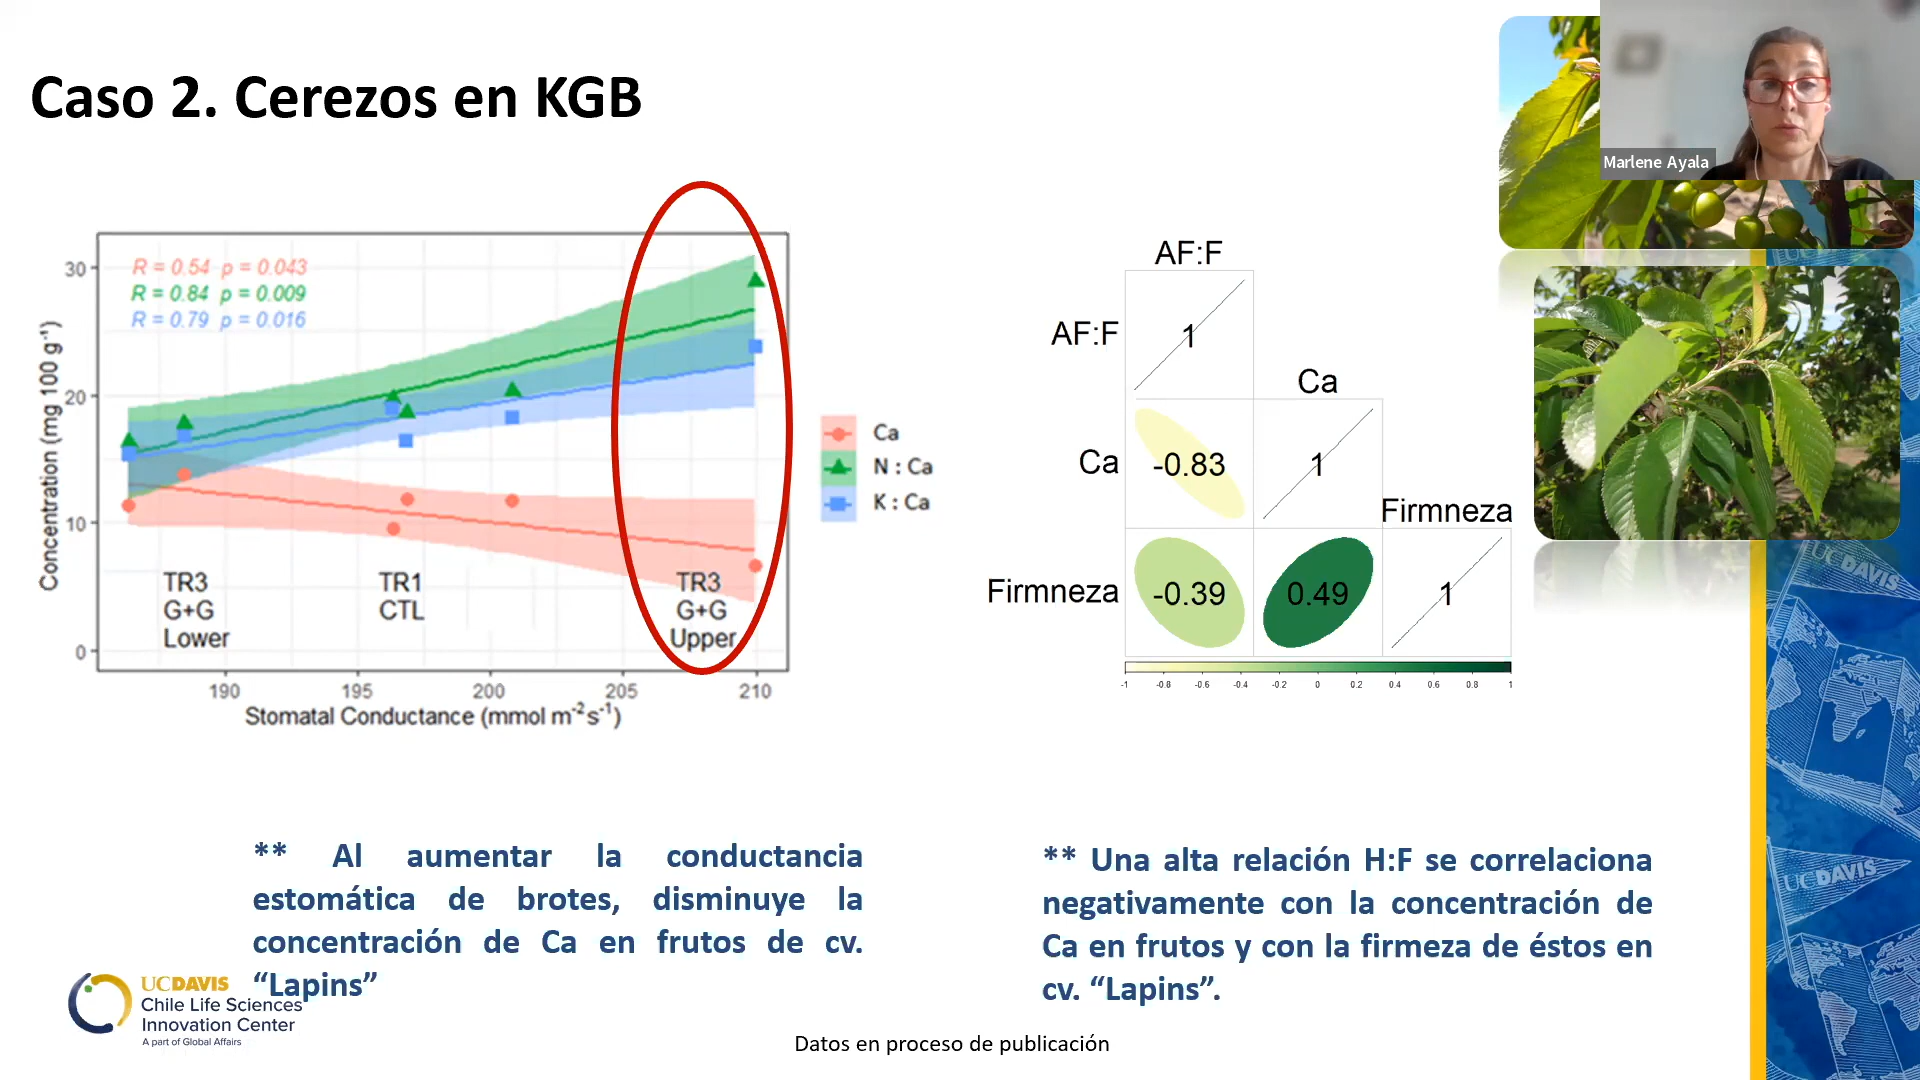 Caso 2. Cerezos en KGB
Marlene Ayala
R = 0.54 p = 0.043
R = 0.84 p = 0.009
R = 0.79 p = 0.016
30
20
10
0
Concentration (mg 100 g⁻¹)
TR3
G+G
Lower
TR1
CTL
TR3
G+G
Upper
190 195 200 205 210
Stomatal Conductance (mmol m⁻²s⁻¹)
Ca
N : Ca
K : Ca
AF:F
AF:F 1
Ca
Ca -0.83 1
Firmneza
Firmneza -0.39 0.49 1
-1 -0.8 -0.6 -0.4 -0.2 0 0.2 0.4 0.6 0.8 1
** Al aumentar la conductancia
estomática de brotes, disminuye la
concentración de Ca en frutos de cv.
“Lapins”
** Una alta relación H:F se correlaciona
negativamente con la concentración de
Ca en frutos y con la firmeza de éstos en
cv. “Lapins”.
UCDAVIS
Chile Life Sciences
Innovation Center
A part of Global Affairs
Datos en proceso de publicación
UC DAVIS
UC DAVIS